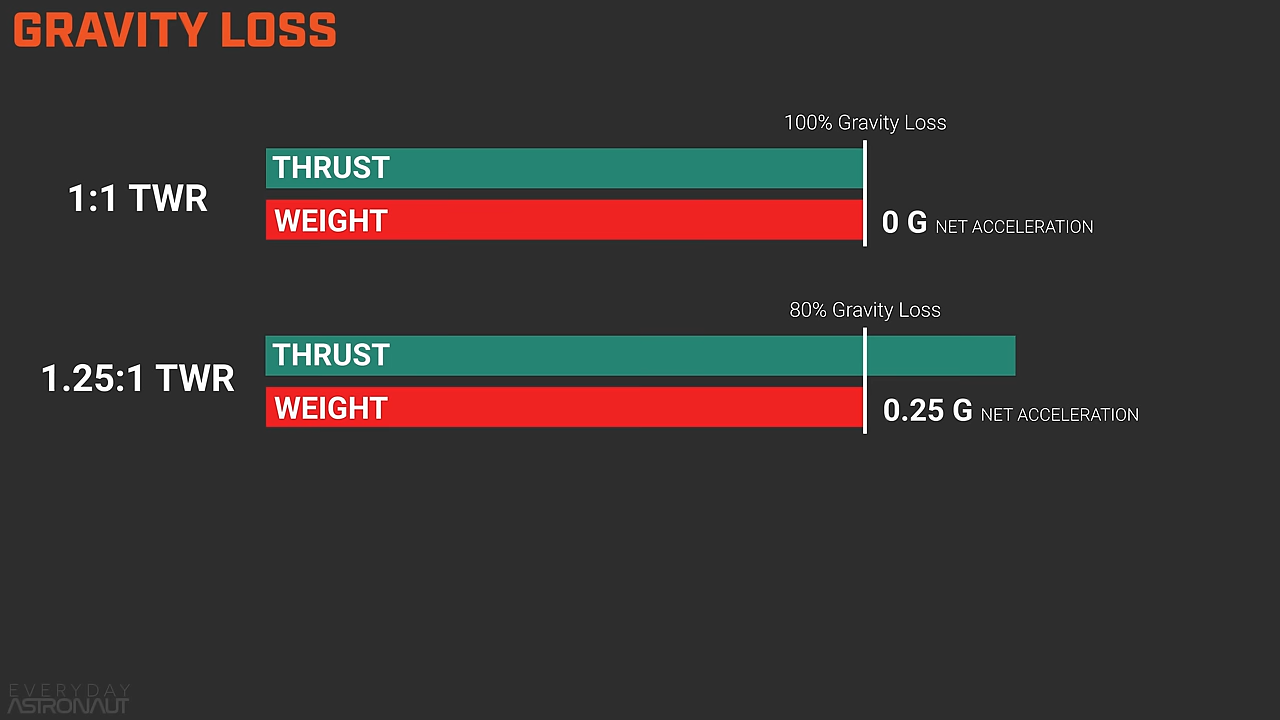 GRAVITY LOSS
100% Gravity Loss
1:1 TWR
THRUST
WEIGHT
0 G NET ACCELERATION
80% Gravity Loss
1.25:1 TWR
THRUST
WEIGHT
0.25 G NET ACCELERATION
EVERYDAY
ASTRONAUT